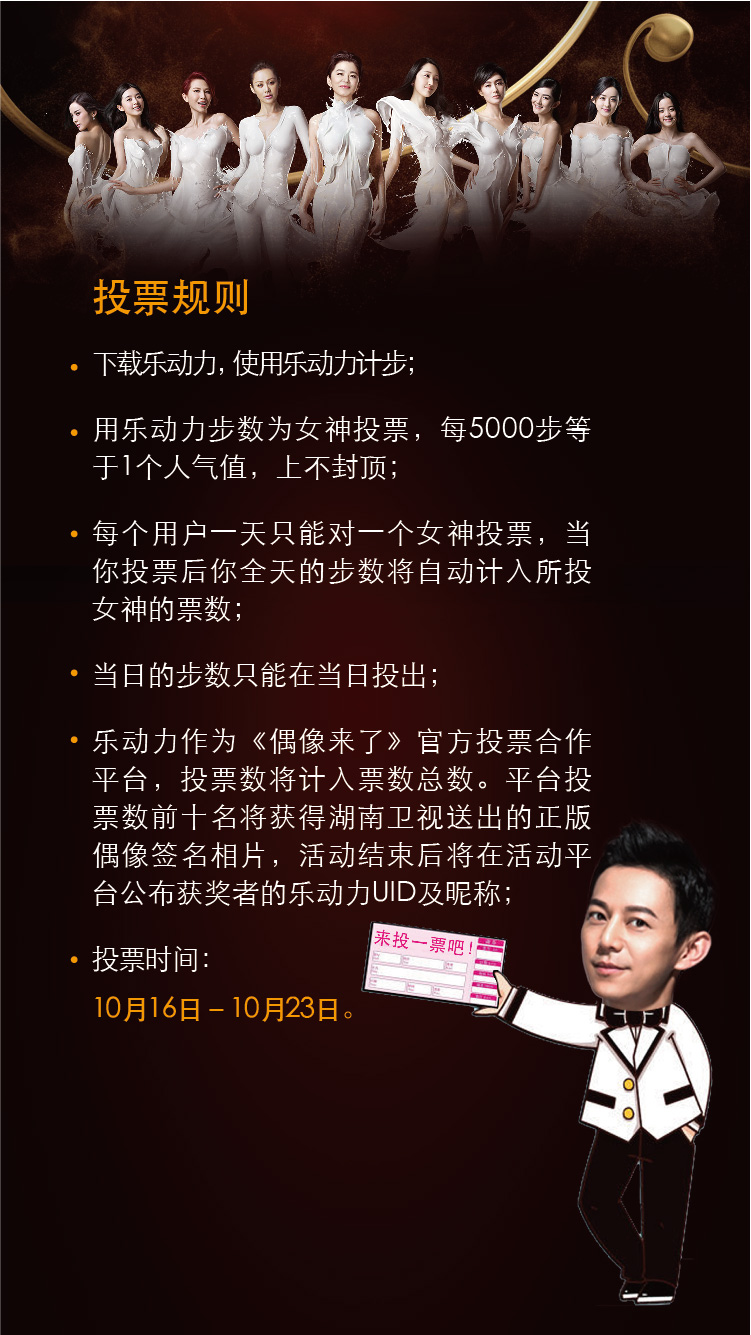 投票规则
下载乐动力，使用乐动力计步；
用乐动力步数为女神投票，每5000步等
于1个人气值，上不封顶；
每个用户一天只能对一个女神投票，当
你投票后你全天的步数将自动计入所投
女神的票数；
当日的步数只能在当日投出；
乐动力作为《偶像来了》官方投票合作
平台，投票数将计入票数总数。平台投
票数前十名将获得湖南卫视送出的正版
偶像签名相片，活动结束后将在活动平
台公布获奖者的乐动力UID及昵称；
来投一票吧！
投票时间：
10月16日 – 10月23日。